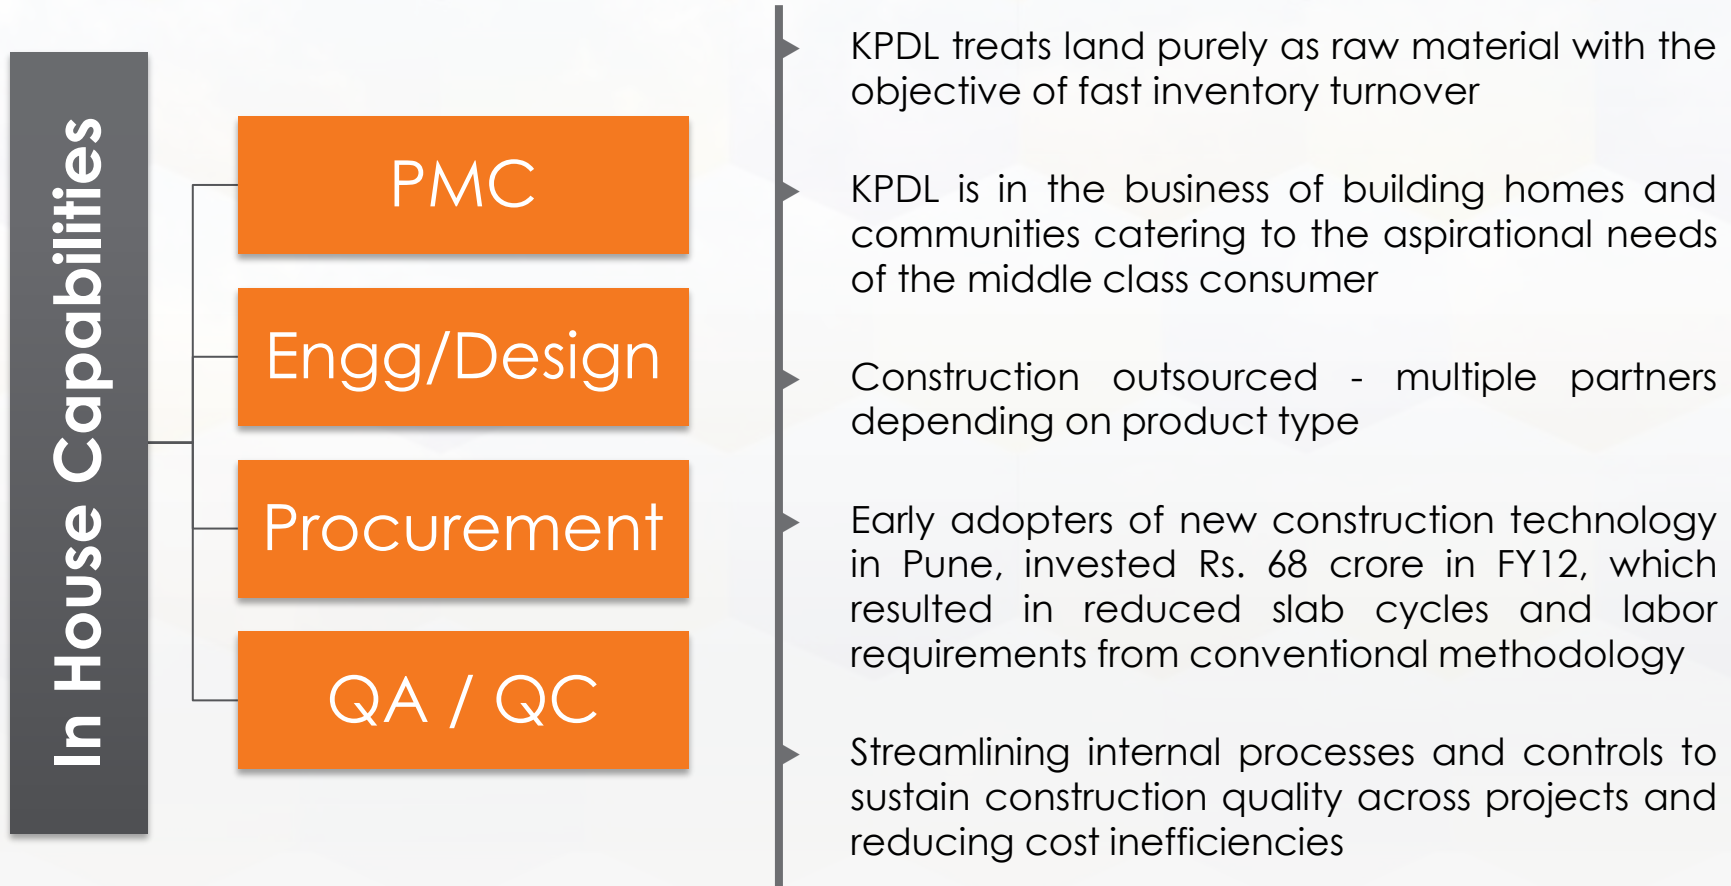 In House Capabilities
PMC
Engg/Design
Procurement
QA / QC
KPDL treats land purely as raw material with the
objective of fast inventory turnover
KPDL is in the business of building homes and
communities catering to the aspirational needs
of the middle class consumer
Construction outsourced - multiple partners
depending on product type
Early adopters of new construction technology
in Pune, invested Rs. 68 crore in FY12, which
resulted in reduced slab cycles and labor
requirements from conventional methodology
Streamlining internal processes and controls to
sustain construction quality across projects and
reducing cost inefficiencies